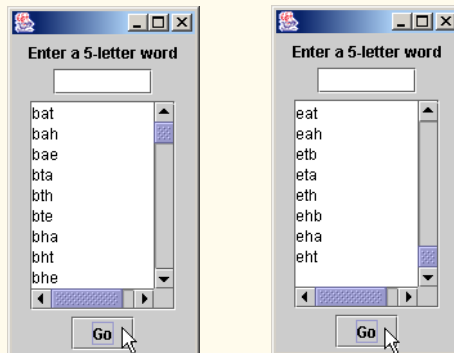 Enter a 5-letter word
bat
bah
bae
bta
bth
bte
bha
bht
bhe
Go
Enter a 5-letter word
eat
eah
etb
eta
eth
ehb
eha
eht
Go